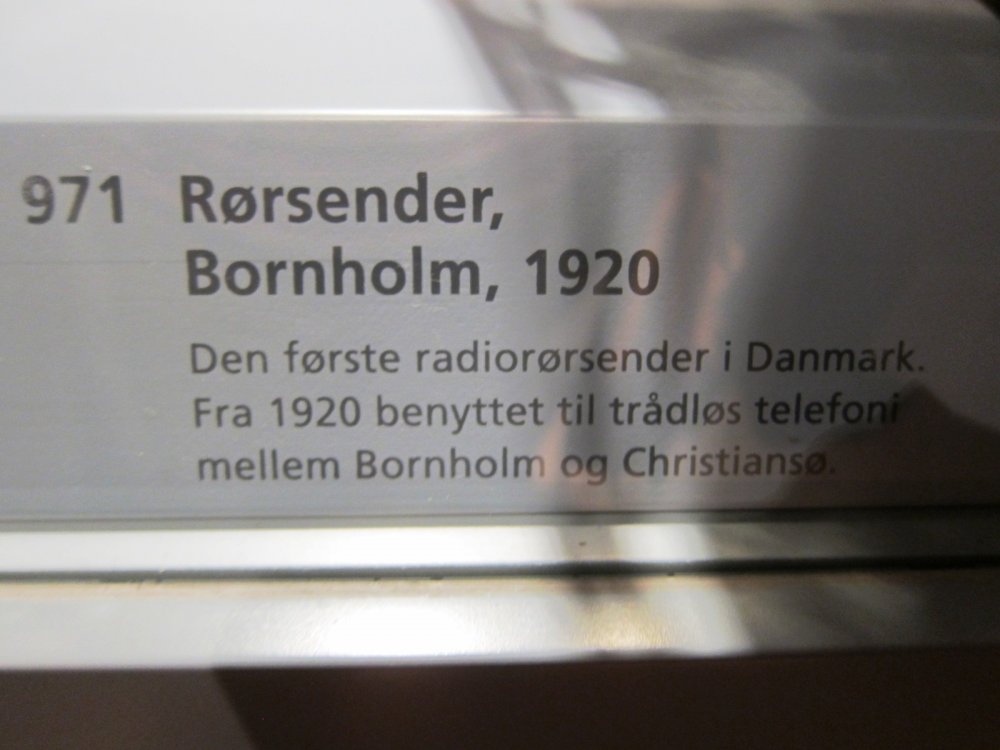 971 Rørsender,
Bornholm, 1920
Den første radiorørsender i Danmark.
Fra 1920 benyttet til trådløs telefoni
mellem Bornholm og Christiansø.